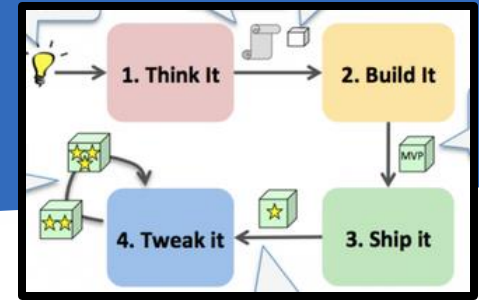 1. Think It
2. Build It
MVP
4. Tweak it
3. Ship it